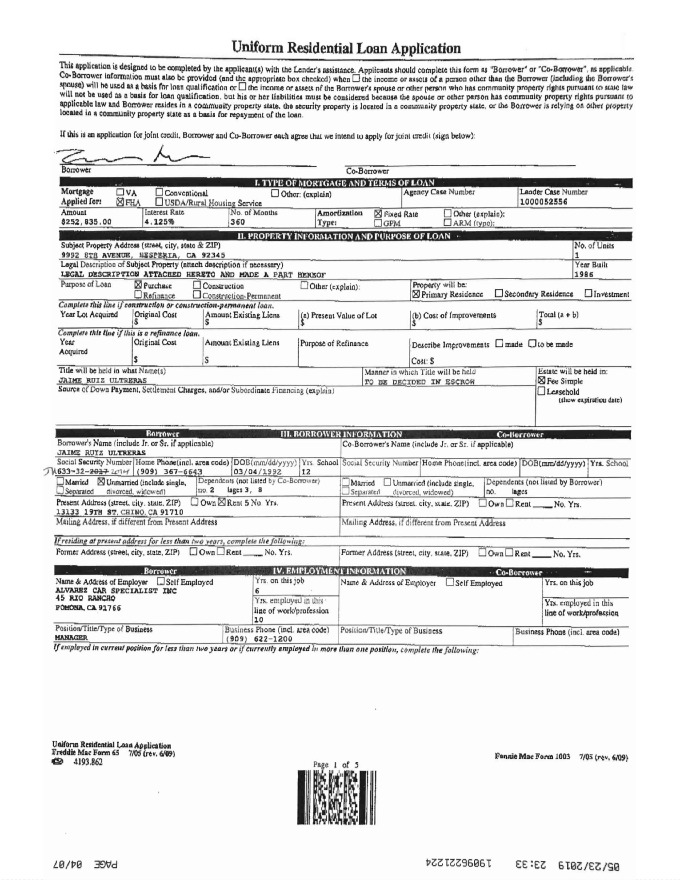 Uniform Residential Loan Application
This application is designed to be completed by the applicant(s) with the Lender's assistance. Applicants should complete this form as "Borrower" or "Co-Borrower", as applicable.
Co-Borrower information must also be provided (and the appropriate box checked) when ☐ the income or assets of a person other than the Borrower (including the Borrower's
spouse) will be used as a basis for loan qualification or ☐ the income or assets of the Borrower's spouse or other person who has community property rights pursuant to state law
will not be used as a basis for loan qualification, but his or her liabilities must be considered because the spouse or other person has community property rights pursuant to
applicable law and Borrower resides in a community property state, the security property is located in a community property state, or the Borrower is relying on other property
located in a community property state as a basis for repayment of the loan.
If this is an application for joint credit, Borrower and Co-Borrower each agree that we intend to apply for joint credit (sign below):
Borrower Co-Borrower
I. TYPE OF MORTGAGE AND TERMS OF LOAN
Mortgage ☐ VA ☐ Conventional ☐ Other: (explain) Agency Case Number Lender Case Number
Applied for: ☒ FHA ☐ USDA/Rural Housing Service 1000052556
Amount Interest Rate No. of Months Amortization ☒ Fixed Rate ☐ Other (explain):
$252,835.00 4.125% 360 Type: ☐ GPM ☐ ARM (type):
II. PROPERTY INFORMATION AND PURPOSE OF LOAN
Subject Property Address (street, city, state & ZIP) No. of Units
9992 8TH AVENUE, HESPERIA, CA 92345 1
Legal Description of Subject Property (attach description if necessary) Year Built
LEGAL DESCRIPTION ATTACHED HERETO AND MADE A PART HEREOF 1986
Purpose of Loan ☒ Purchase ☐ Construction ☐ Other (explain): Property will be:
☐ Refinance ☐ Construction-Permanent ☒ Primary Residence ☐ Secondary Residence ☐ Investment
Complete this line if construction or construction-permanent loan.
Year Lot Acquired Original Cost Amount Existing Liens (a) Present Value of Lot (b) Cost of Improvements Total (a + b)
$ $ $ $ $
Complete this line if this is a refinance loan.
Year Original Cost Amount Existing Liens Purpose of Refinance Describe Improvements ☐ made ☐ to be made
Acquired
$ $ Cost: $
Title will be held in what Name(s) Manner in which Title will be held Estate will be held in:
JAIME RUIZ ULTRERAS TO BE DECIDED IN ESCROW ☒ Fee Simple
Source of Down Payment, Settlement Charges, and/or Subordinate Financing (explain) ☐ Leasehold
(show expiration date)
Borrower III. BORROWER INFORMATION Co-Borrower
Borrower's Name (include Jr. or Sr. if applicable) Co-Borrower's Name (include Jr. or Sr. if applicable)
JAIME RUIZ ULTRERAS
Social Security Number Home Phone(incl. area code) DOB(mm/dd/yyyy) Yrs. School Social Security Number Home Phone(incl. area code) DOB(mm/dd/yyyy) Yrs. School
(909) 367-6643 03/04/1992 12
☐ Married ☒ Unmarried (include single, Dependents (not listed by Co-Borrower) ☐ Married ☐ Unmarried (include single, Dependents (not listed by Borrower)
☐ Separated divorced, widowed) no. 2 ages 3, 8 ☐ Separated divorced, widowed) no. ages
Present Address (street, city, state, ZIP) ☐ Own ☒ Rent 5 No. Yrs. Present Address (street, city, state, ZIP) ☐ Own ☐ Rent ___ No. Yrs.
13133 19TH ST, CHINO, CA 91710
Mailing Address, if different from Present Address Mailing Address, if different from Present Address
If residing at present address for less than two years, complete the following:
Former Address (street, city, state, ZIP) ☐ Own ☐ Rent ___ No. Yrs. Former Address (street, city, state, ZIP) ☐ Own ☐ Rent ___ No. Yrs.
Borrower IV. EMPLOYMENT INFORMATION Co-Borrower
Name & Address of Employer ☐ Self Employed Yrs. on this job Name & Address of Employer ☐ Self Employed Yrs. on this job
ALVAREZ CAR SPECIALIST INC 6
45 RIO RANCHO Yrs. employed in this Yrs. employed in this
POMONA, CA 91766 line of work/profession line of work/profession
10
Position/Title/Type of Business Business Phone (incl. area code) Position/Title/Type of Business Business Phone (incl. area code)
MANAGER (909) 622-1200
If employed in current position for less than two years or if currently employed in more than one position, complete the following:
Uniform Residential Loan Application
Freddie Mac Form 65 7/05 (rev. 6/09) Fannie Mae Form 1003 7/05 (rev. 6/09)
4193.862
Page 1 of 5
05/23/2019 23:33 19096221224 PAGE 04/07